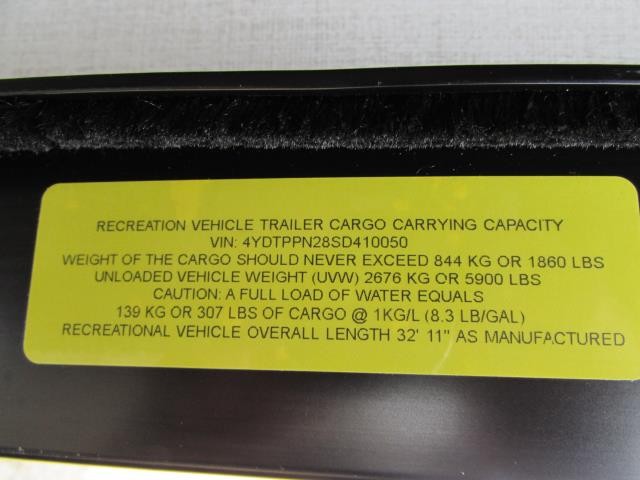 RECREATION VEHICLE TRAILER CARGO CARRYING CAPACITY
VIN: 4YDTPPN28SD410050
WEIGHT OF THE CARGO SHOULD NEVER EXCEED 844 KG OR 1860 LBS
UNLOADED VEHICLE WEIGHT (UVW) 2676 KG OR 5900 LBS
CAUTION: A FULL LOAD OF WATER EQUALS
139 KG OR 307 LBS OF CARGO @ 1KG/L (8.3 LB/GAL)
RECREATIONAL VEHICLE OVERALL LENGTH 32' 11" AS MANUFACTURED